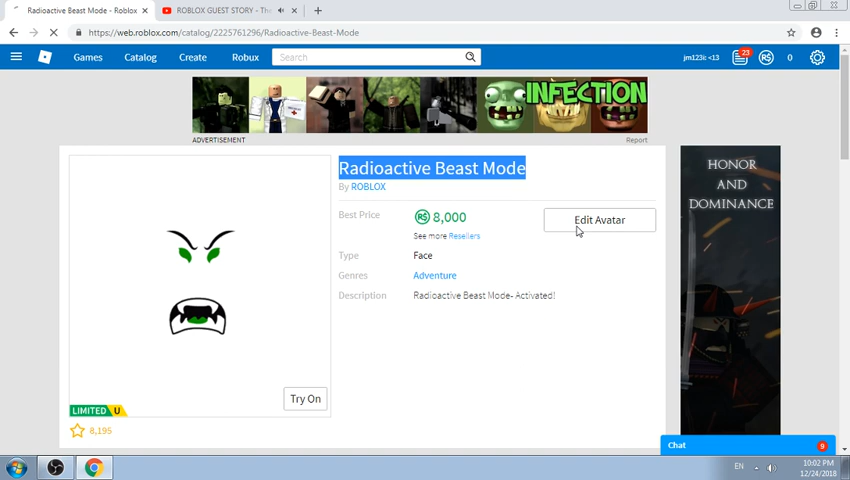 Radioactive Beast Mode - Roblox
ROBLOX GUEST STORY - The
https://web.roblox.com/catalog/2225761296/Radioactive-Beast-Mode
Games
Catalog
Create
Robux
Search
jm123ic <13
23
0
INFECTION
ADVERTISEMENT
Report
Radioactive Beast Mode
By ROBLOX
Best Price
8,000
Edit Avatar
See more Resellers
Type
Face
Genres
Adventure
Description
Radioactive Beast Mode- Activated!
Try On
LIMITED U
8,195
HONOR
AND
DOMINANCE
Chat
9
EN
10:02 PM
12/24/2018